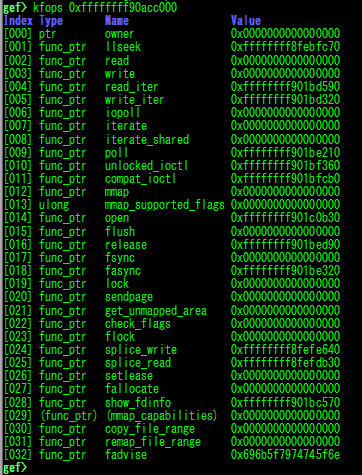 gef> kfops 0xffffffff90acc000
Index Type Name Value
[000] ptr owner 0x0000000000000000
[001] func_ptr llseek 0xffffffff8febfc70
[002] func_ptr read 0x0000000000000000
[003] func_ptr write 0x0000000000000000
[004] func_ptr read_iter 0xffffffff901bd590
[005] func_ptr write_iter 0xffffffff901bd320
[006] func_ptr iopoll 0x0000000000000000
[007] func_ptr iterate 0x0000000000000000
[008] func_ptr iterate_shared 0x0000000000000000
[009] func_ptr poll 0xffffffff901be210
[010] func_ptr unlocked_ioctl 0xffffffff901bf360
[011] func_ptr compat_ioctl 0xffffffff901bfcb0
[012] func_ptr mmap 0x0000000000000000
[013] ulong mmap_supported_flags 0x0000000000000000
[014] func_ptr open 0xffffffff901c0b30
[015] func_ptr flush 0x0000000000000000
[016] func_ptr release 0xffffffff901bed90
[017] func_ptr fsync 0x0000000000000000
[018] func_ptr fasync 0xffffffff901be320
[019] func_ptr lock 0x0000000000000000
[020] func_ptr sendpage 0x0000000000000000
[021] func_ptr get_unmapped_area 0x0000000000000000
[022] func_ptr check_flags 0x0000000000000000
[023] func_ptr flock 0x0000000000000000
[024] func_ptr splice_write 0xffffffff8fefe640
[025] func_ptr splice_read 0xffffffff8fefdb30
[026] func_ptr setlease 0x0000000000000000
[027] func_ptr fallocate 0x0000000000000000
[028] func_ptr show_fdinfo 0xffffffff901bc570
[029] (func_ptr) (mmap_capabilities) 0x0000000000000000
[030] func_ptr copy_file_range 0x0000000000000000
[031] func_ptr remap_file_range 0x0000000000000000
[032] func_ptr fadvise 0x696b5f7974745f6e
gef>